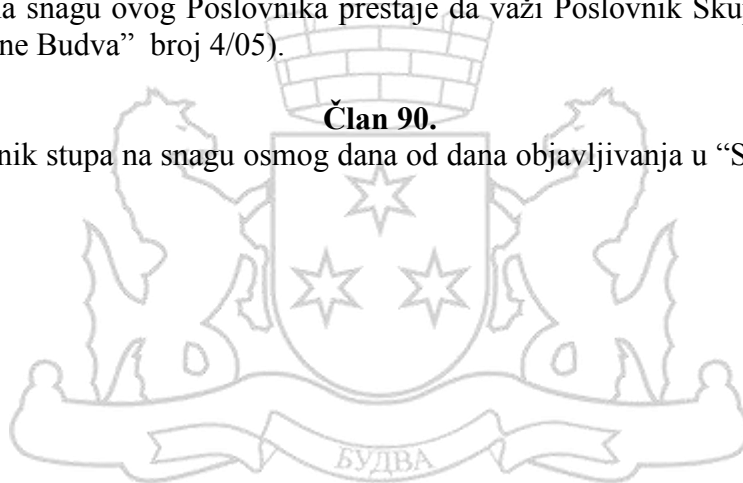 na snagu ovog Poslovnika prestaje da važi Poslovnik
ne Budva” broj 4/05).
Član 90.
nik stupa na snagu osmog dana od dana objavljivanja u “S
БУДВА